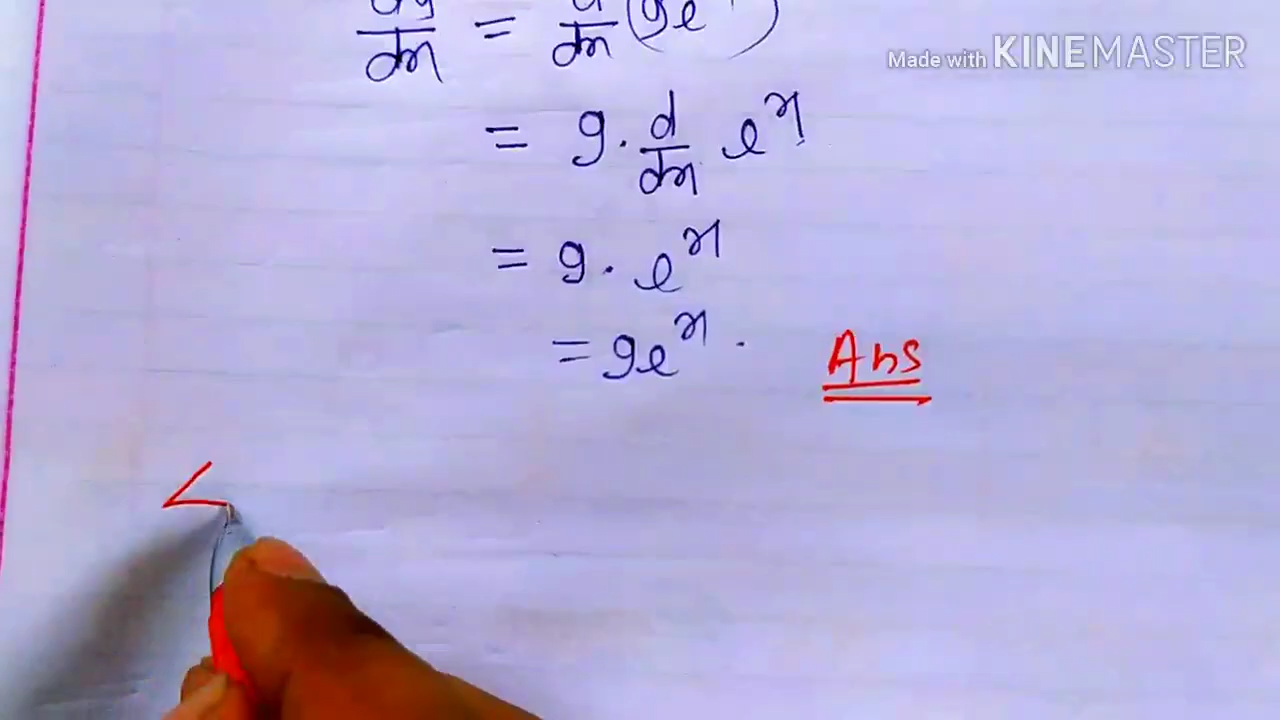 dy/dx = d/dx (9e^x)
Made with KINEMASTER
= 9. d/dx e^x
= 9. e^x
= 9e^x.
Ans